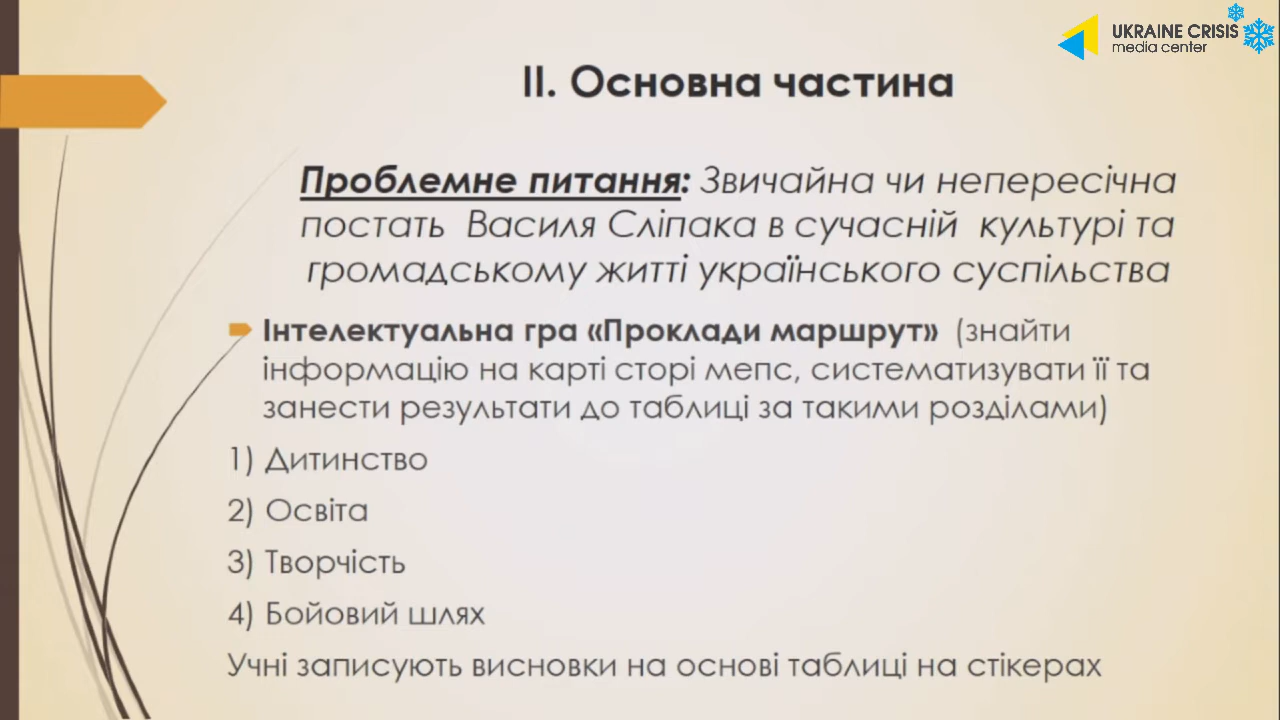 UKRAINE CRISIS
media center
II. Основна частина
Проблемне питання: Звичайна чи непересічна
постать Василя Сліпака в сучасній культурі та
громадському житті українського суспільства
Інтелектуальна гра «Проклади маршрут» (знайти
інформацію на карті сторі мепс, систематизувати її та
занести результати до таблиці за такими розділами)
1) Дитинство
2) Освіта
3) Творчість
4) Бойовий шлях
Учні записують висновки на основі таблиці на стікерах